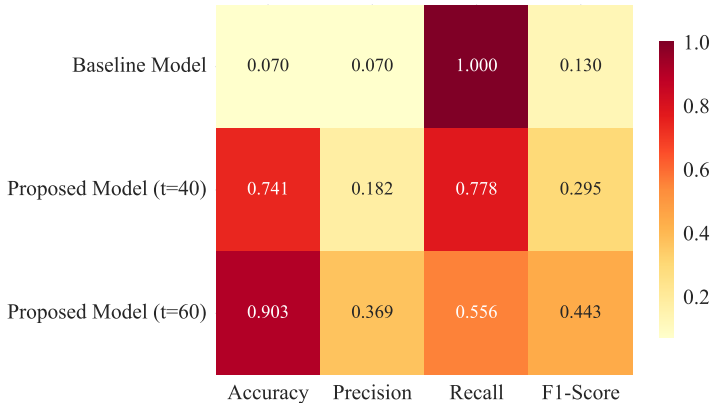 1.0
Baseline Model 0.070 0.070 1.000 0.130
0.8
Proposed Model (t=40) 0.741 0.182 0.778 0.295
0.6
0.4
Proposed Model (t=60) 0.903 0.369 0.556 0.443
0.2
Accuracy Precision Recall F1-Score